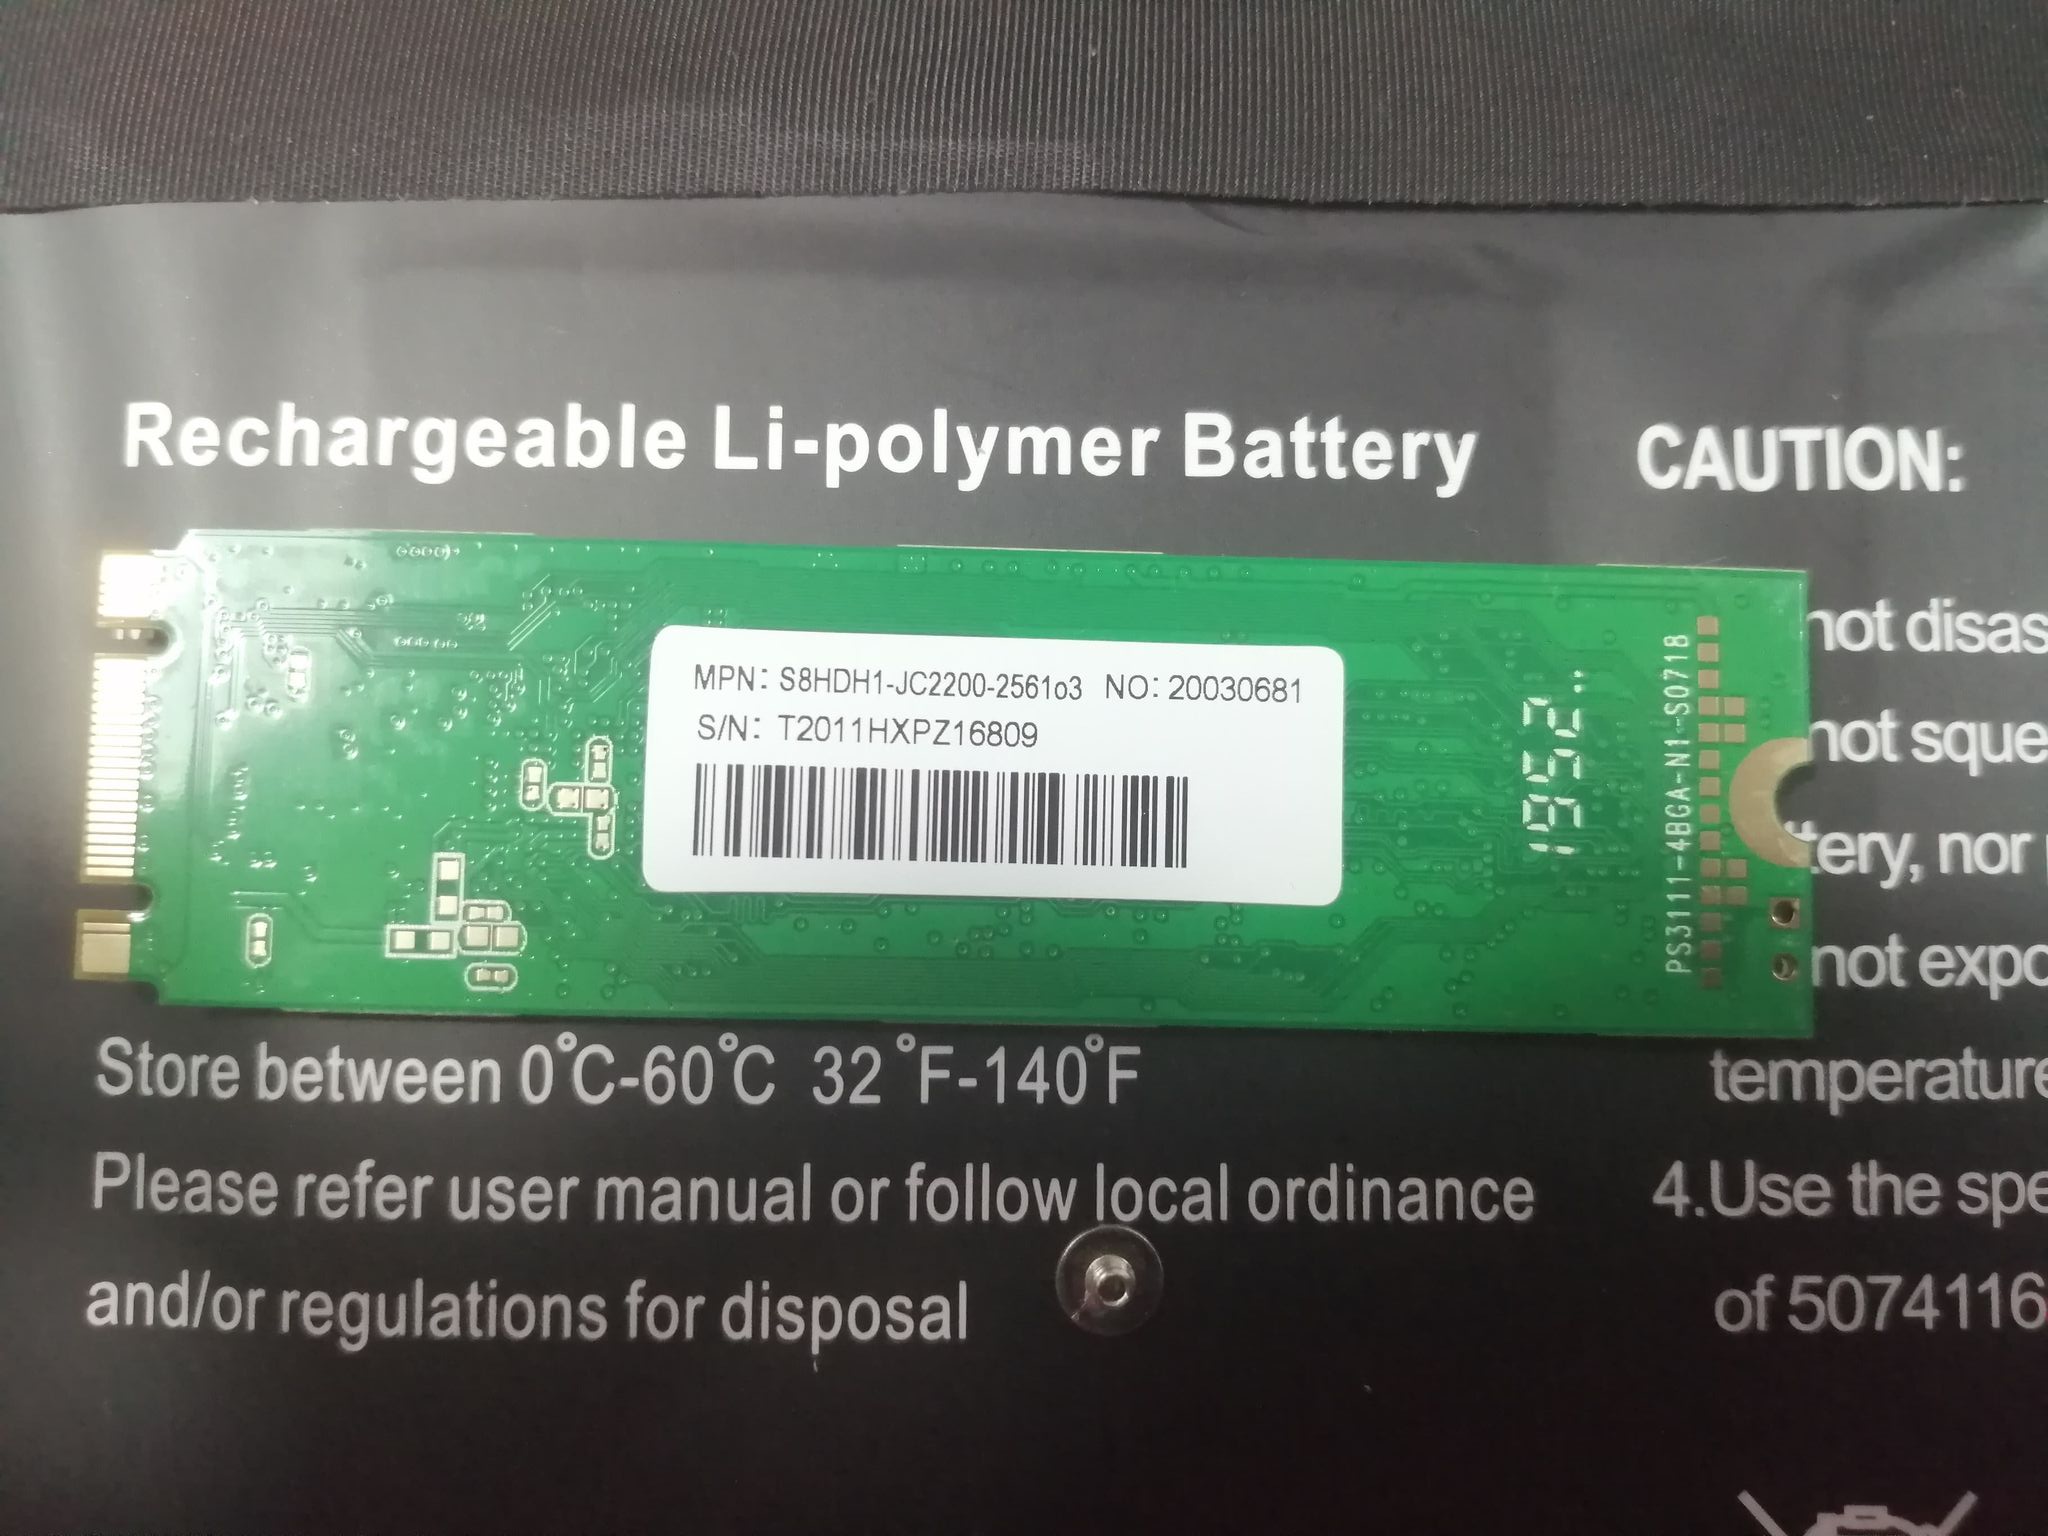 Rechargeable Li-polymer Battery
CAUTION:
MPN: S8HDH1-JC2200-2561o3 NO: 20030681
S/N: T2011HXPZ16809
1952
PS3111-4BGA-N1-S0718
not disas
not sque
ttery, nor
not expo
temperature
4.Use the spe
of 5074116
Store between 0°C-60°C 32°F-140°F
Please refer user manual or follow local ordinance
and/or regulations for disposal